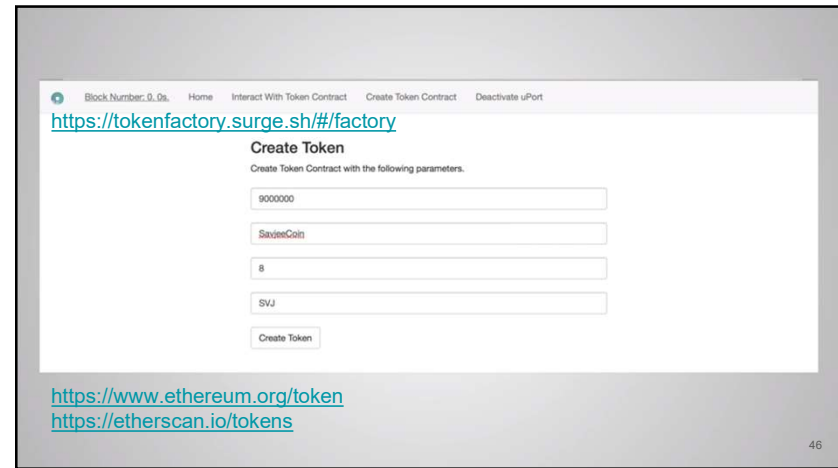 Block Number: 0, 0s. Home Interact With Token Contract Create Token Contract Deactivate uPort
https://tokenfactory.surge.sh/#/factory
Create Token
Create Token Contract with the following parameters.
9000000
SavjeeCoin
8
SVJ
Create Token
https://www.ethereum.org/token
https://etherscan.io/tokens
46